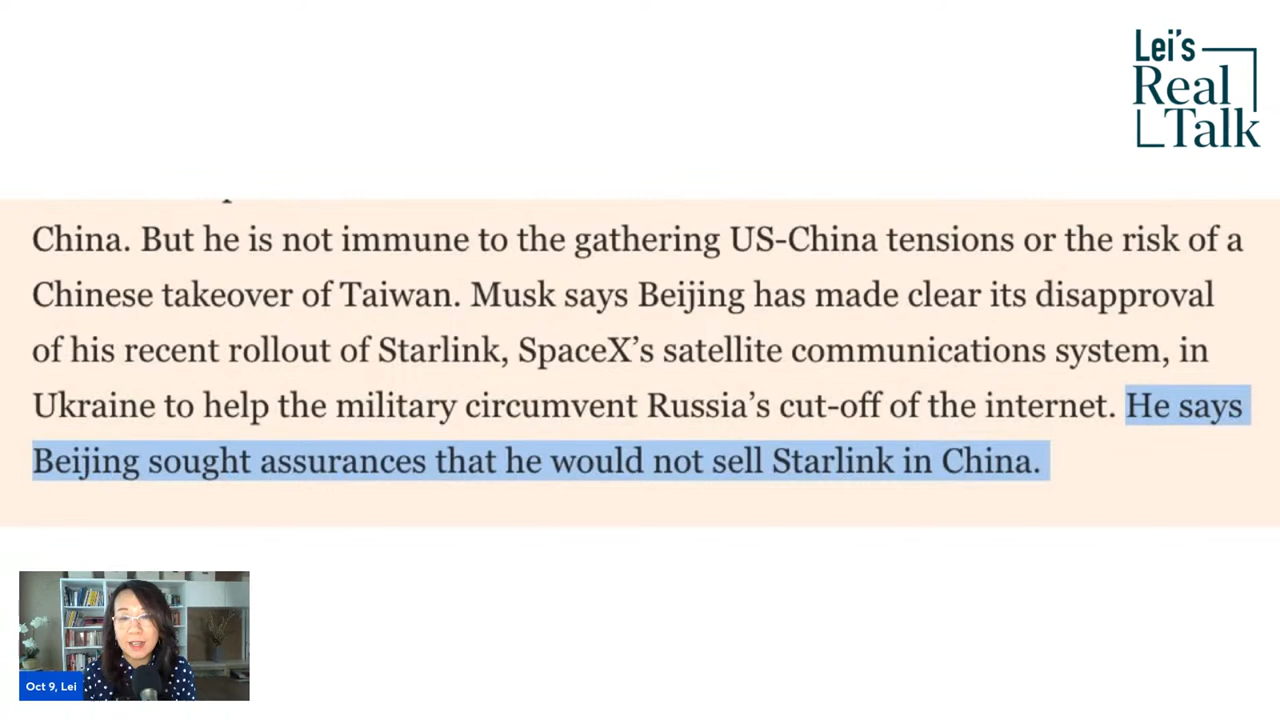 Lei's
Real
Talk
China. But he is not immune to the gathering US-China tensions or the risk of a
Chinese takeover of Taiwan. Musk says Beijing has made clear its disapproval
of his recent rollout of Starlink, SpaceX’s satellite communications system, in
Ukraine to help the military circumvent Russia’s cut-off of the internet. He says
Beijing sought assurances that he would not sell Starlink in China.
Oct 9, Lei